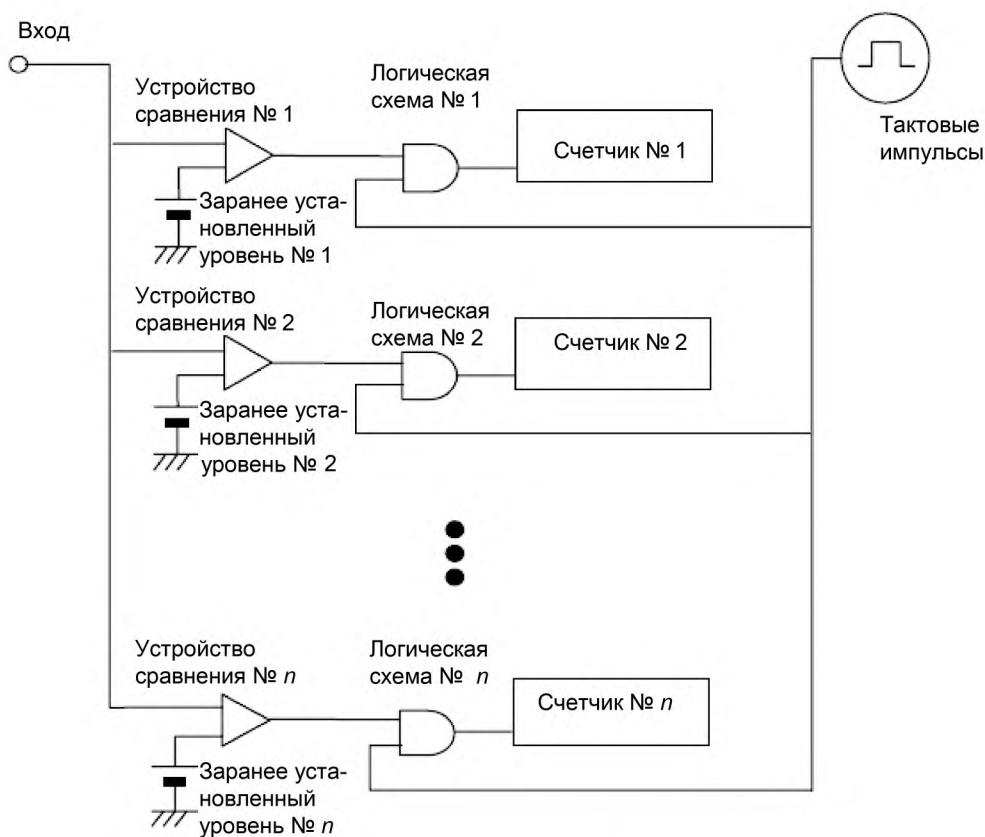 Вход
Тактовые
импульсы
Устройство
сравнения № 1
Логическая
схема № 1
Счетчик № 1
Заранее уста-
новленный
уровень № 1
Устройство
сравнения № 2
Логическая
схема № 2
Счетчик № 2
Заранее уста-
новленный
уровень № 2
Устройство
сравнения № n
Логическая
схема № n
Счетчик № n
Заранее уста-
новленный
уровень № n